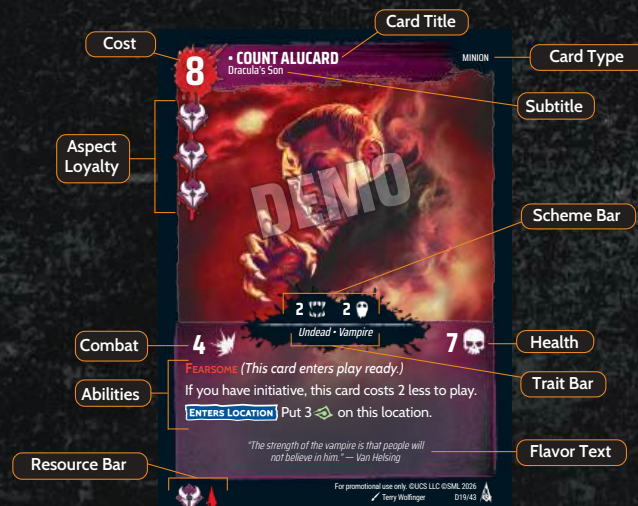 Card Title
Cost
8
• COUNT ALUCARD
Dracula's Son
MINION
Card Type
Subtitle
Aspect
Loyalty
DEMO
Scheme Bar
2 2
Undead • Vampire
Combat
4
7
Health
Trait Bar
Abilities
FEARSOME (This card enters play ready.)
If you have initiative, this card costs 2 less to play.
ENTERS LOCATION Put 3 on this location.
"The strength of the vampire is that people will
not believe in him." — Van Helsing
Flavor Text
Resource Bar
For promotional use only. ©UCS LLC ©SML 2026
Terry Wolfinger D19/43